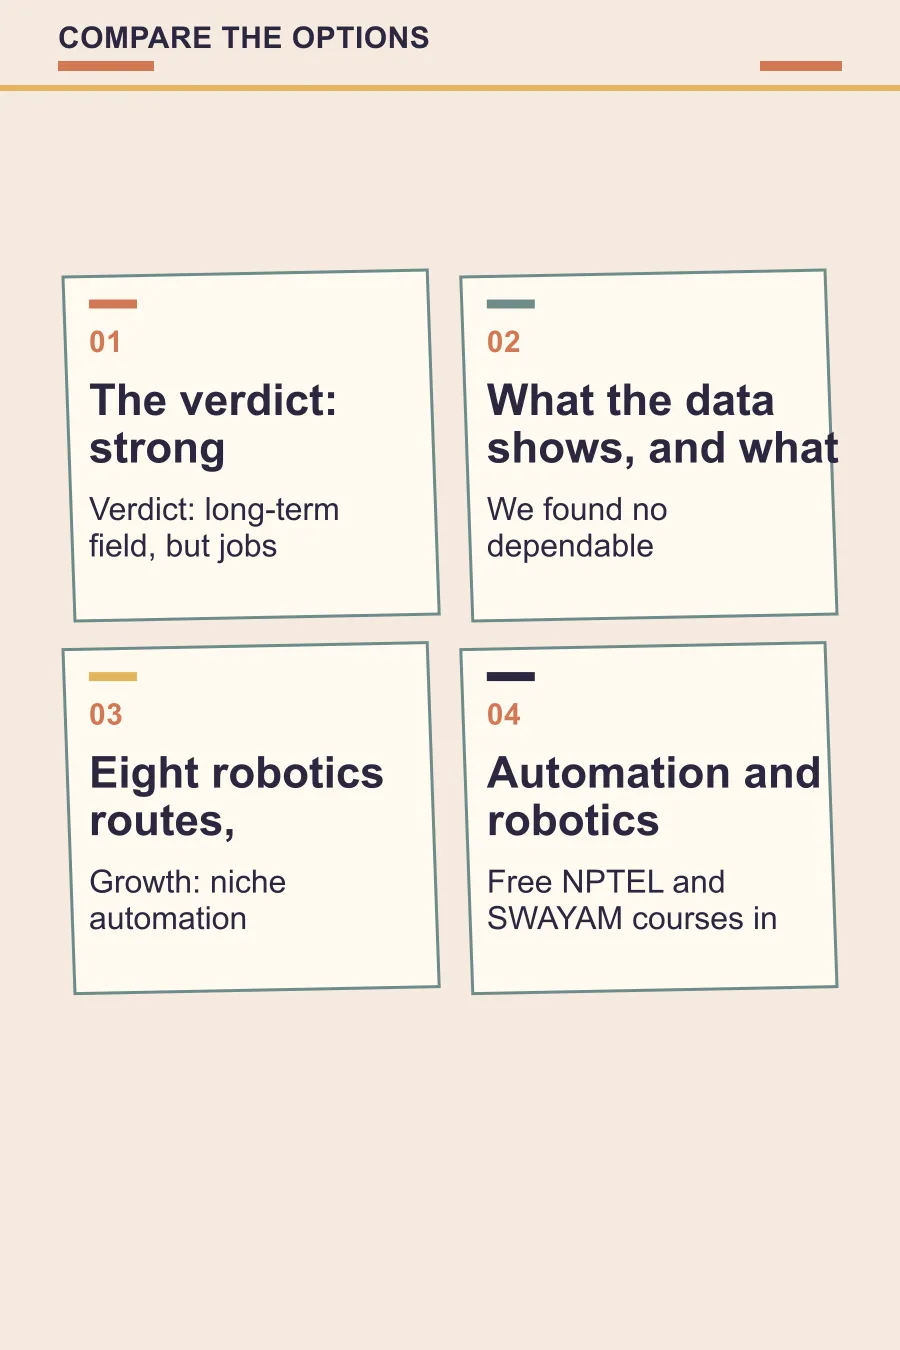 COMPARE THE OPTIONS
01
The verdict:
strong
Verdict: long-term
field, but jobs
02
What the data
shows, and what
We found no
dependable
03
Eight robotics
routes,
Growth: niche
automation
04
Automation and
robotics
Free NPTEL and
SWAYAM courses in